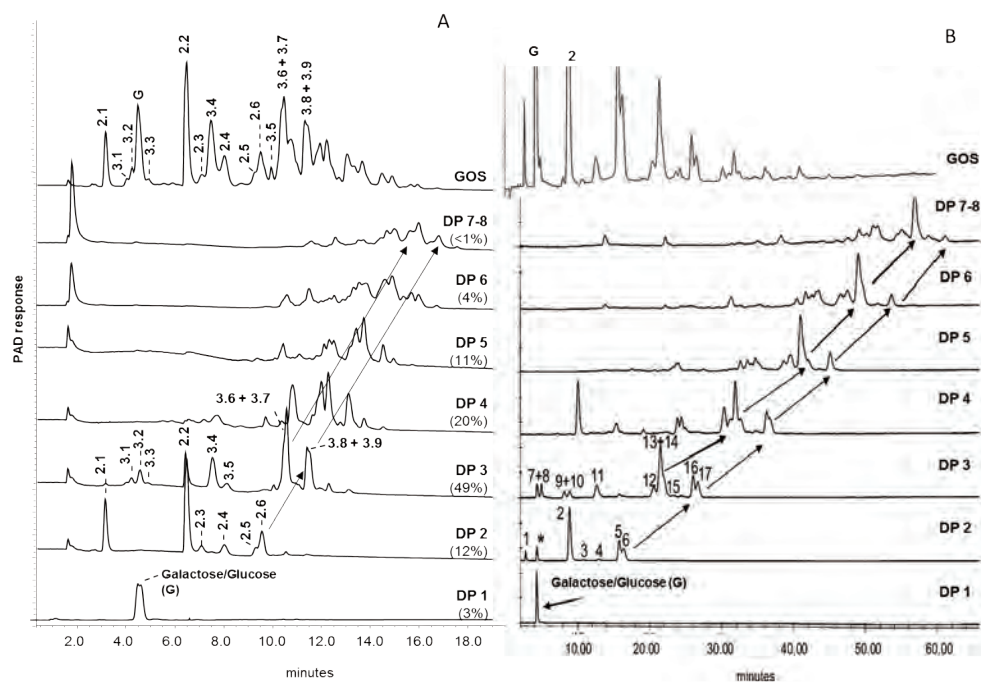 A
2.1
3.1
3.2
G
3.3
2.2
2.3
3.4
2.4
2.5
2.6
3.5
3.6 + 3.7
3.8 + 3.9
GOS
DP 7-8
(<1%)
DP 6
(4%)
DP 5
(11%)
DP 4
(20%)
3.6 + 3.7
3.8 + 3.9
2.1
3.1
3.2
3.3
2.2
3.4
3.5
DP 3
(49%)
2.3
2.4
2.5
2.6
DP 2
(12%)
Galactose/Glucose
(G)
DP 1
(3%)
PAD response
2.0 4.0 6.0 8.0 10.0 12.0 14.0 16.0 18.0
minutes
B
G
2
GOS
DP 7-8
DP 6
DP 5
DP 4
13+14
7+8
9+10
11
12
15
16
17
DP 3
1
*
2
3
4
5
6
DP 2
Galactose/Glucose (G)
DP 1
10.00 20.00 30.00 40.00 50.00 60.00
minutes